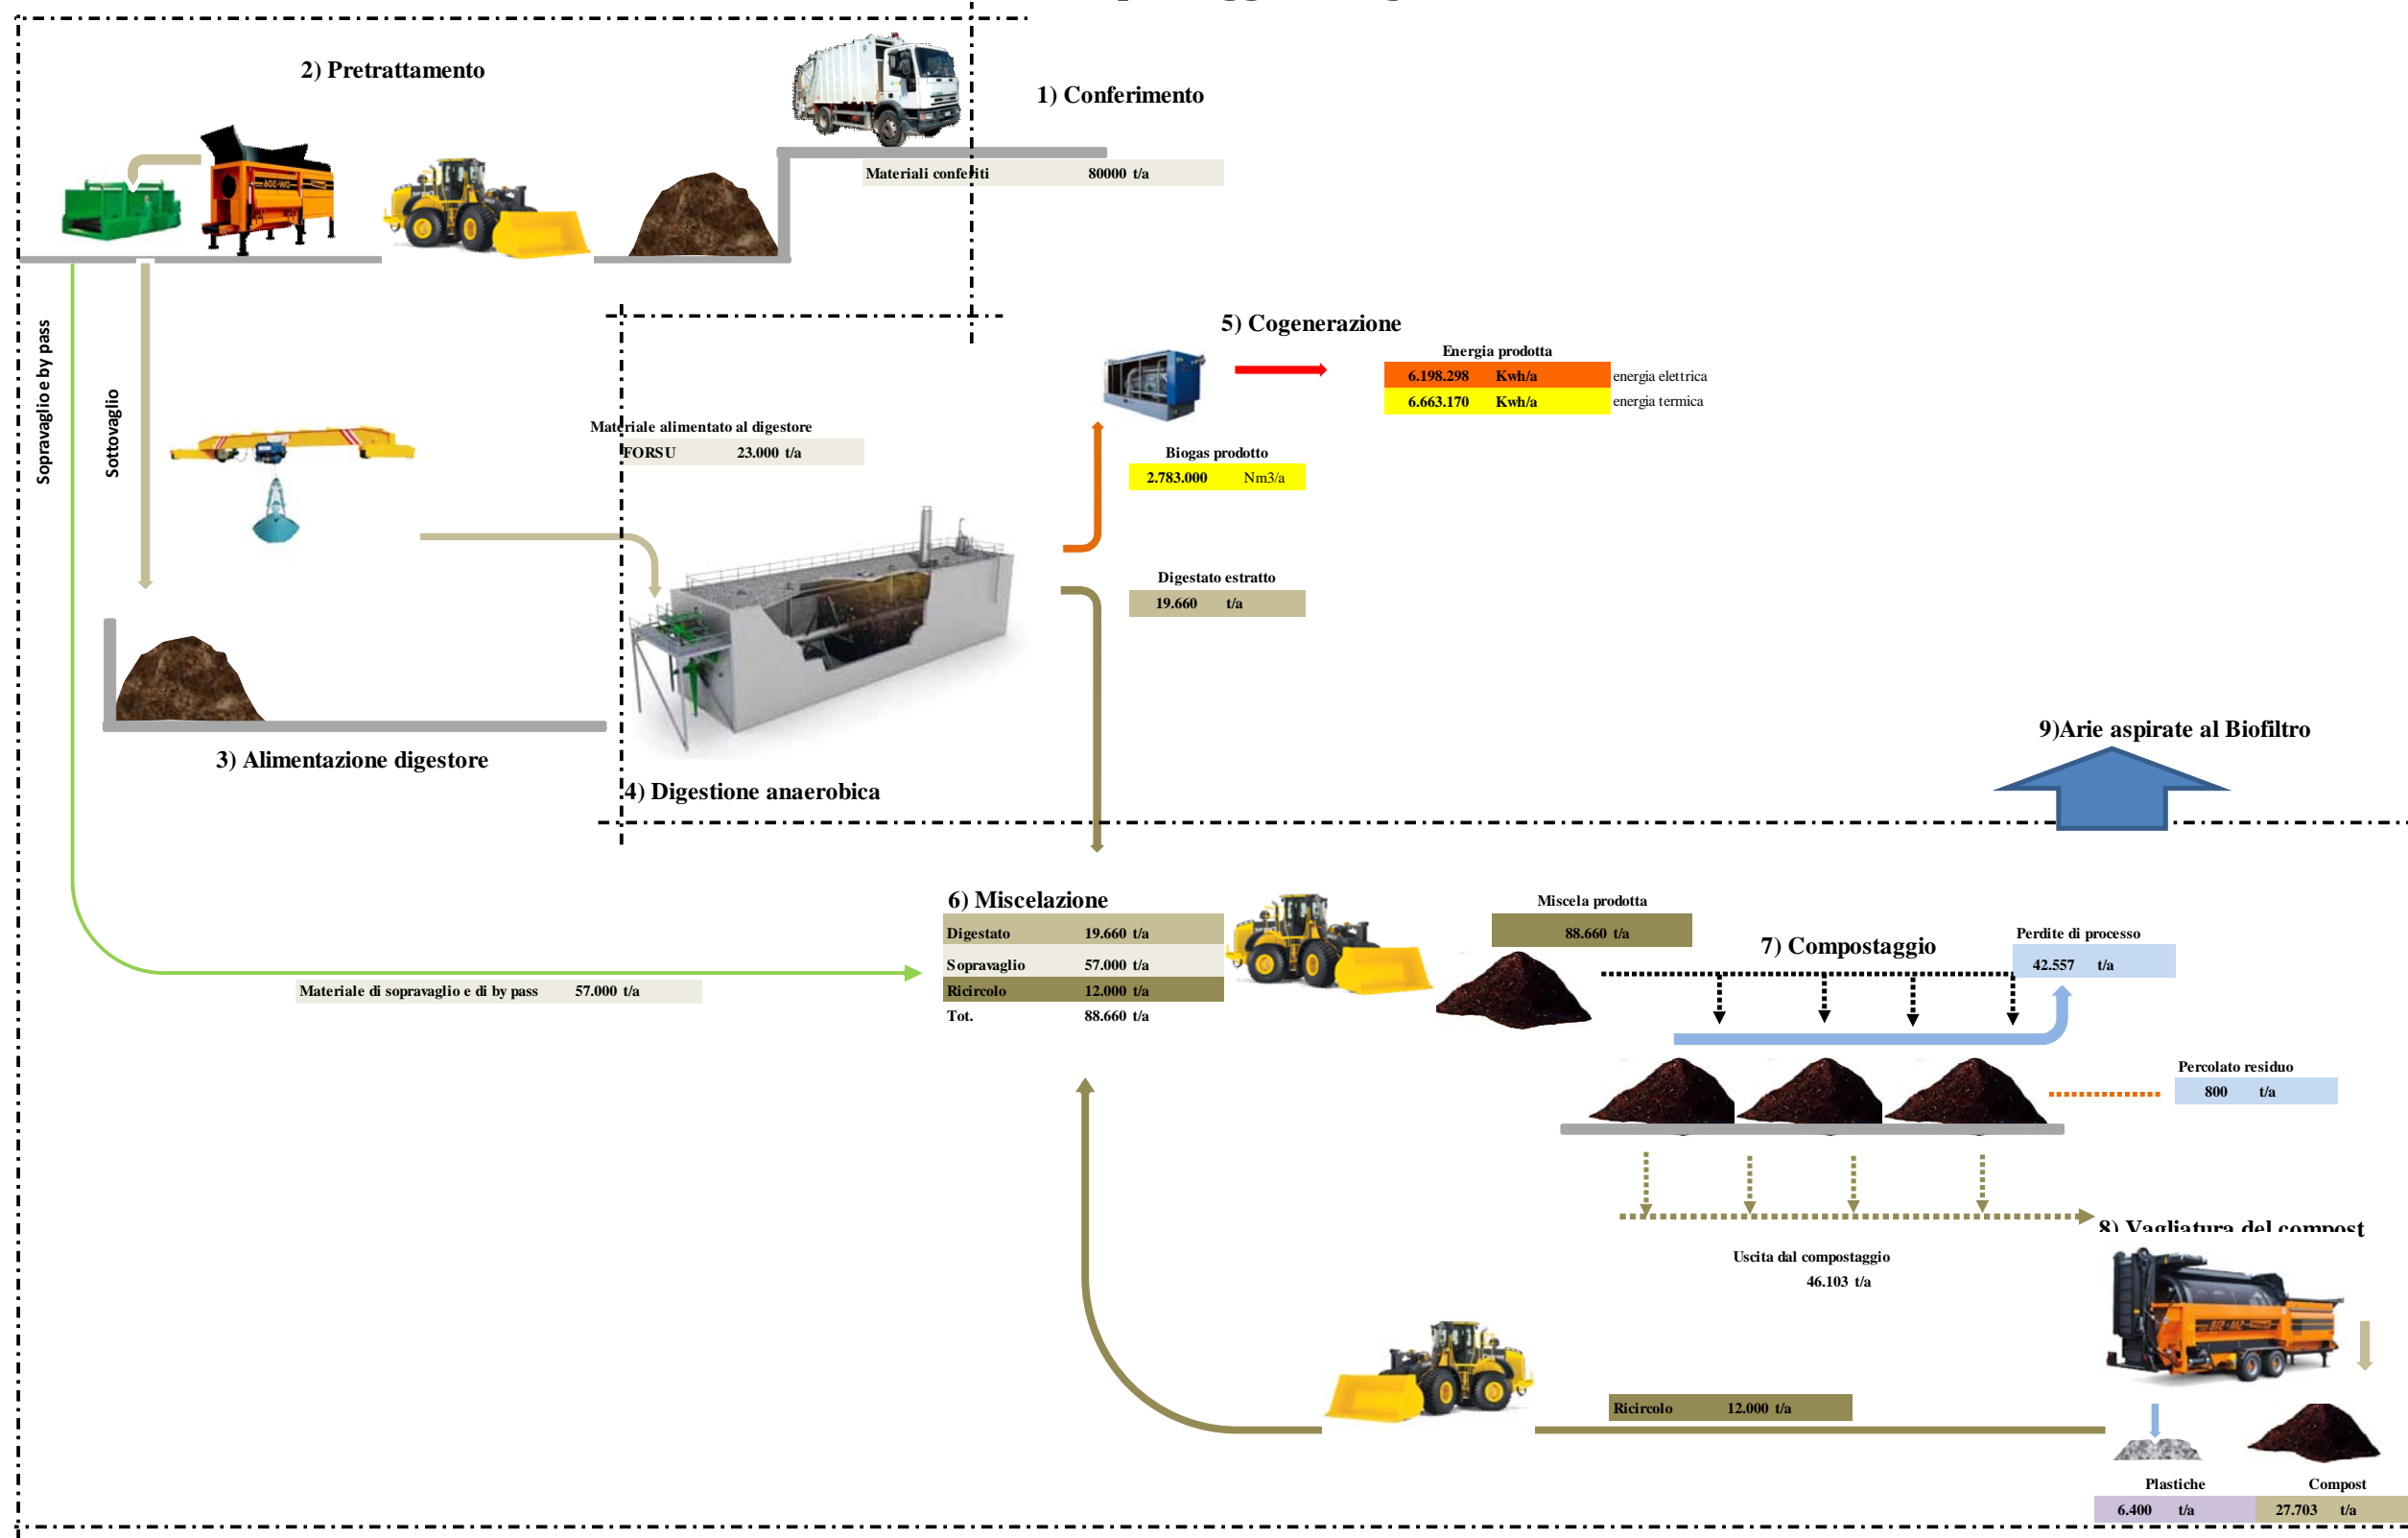 2) Pretrattamento
1) Conferimento
Materiali conferiti 80000 t/a
Sopravaglio e by pass
Sottovaglio
5) Cogenerazione
Energia prodotta
6.198.298 Kwh/a energia elettrica
6.663.170 Kwh/a energia termica
Materiale alimentato al digestore
FORSU 23.000 t/a
Biogas prodotto
2.783.000 Nm3/a
Digestato estratto
19.660 t/a
3) Alimentazione digestore
4) Digestione anaerobica
9)Arie aspirate al Biofiltro
6) Miscelazione
Digestato 19.660 t/a
Sopravaglio 57.000 t/a
Ricircolo 12.000 t/a
Tot. 88.660 t/a
Materiale di sopravaglio e di by pass 57.000 t/a
Miscela prodotta
88.660 t/a
7) Compostaggio
Perdite di processo
42.557 t/a
Percolato residuo
800 t/a
Uscita dal compostaggio
46.103 t/a
8) Vagliatura del compost
Ricircolo 12.000 t/a
Plastiche
6.400 t/a
Compost
27.703 t/a